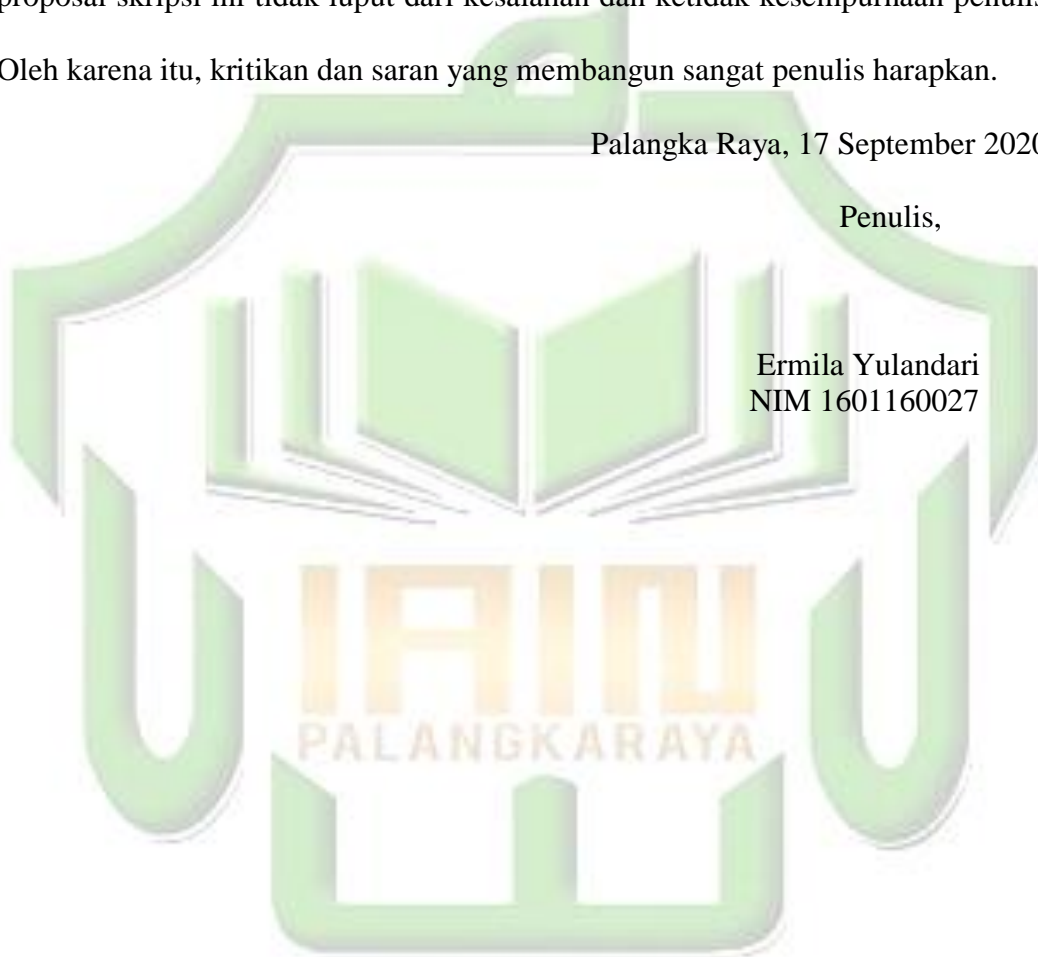 proposal skripsi ini tidak luput dari kesalahan dan ketidak kesempurnaan penulis
Oleh karena itu, kritikan dan saran yang membangun sangat penulis harapkan.
Palangka Raya, 17 September 2020
Penulis,
Ermila Yulandari
NIM 1601160027
IAIN
PALANGKARAYA